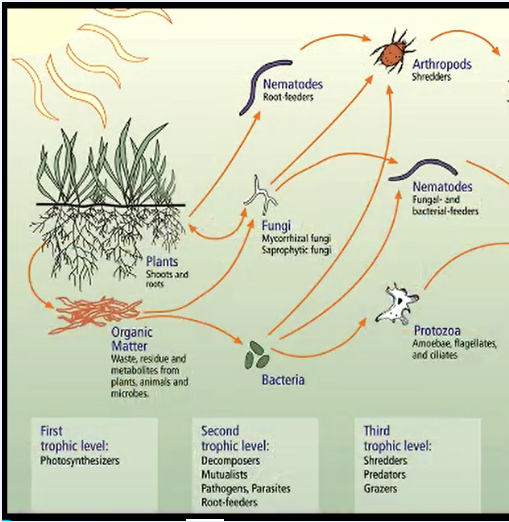 Nematodes
Root-feeders
Arthropods
Shredders
Nematodes
Fungal- and
bacterial-feeders
Fungi
Mycorrhizal fungi
Saprophytic fungi
Plants
Shoots and
roots
Organic
Matter
Waste, residue and
metabolites from
plants, animals and
microbes.
Bacteria
Protozoa
Amoebae, flagellates,
and ciliates
First
trophic level:
Photosynthesizers
Second
trophic level:
Decomposers
Mutualists
Pathogens, Parasites
Root-feeders
Third
trophic level:
Shredders
Predators
Grazers